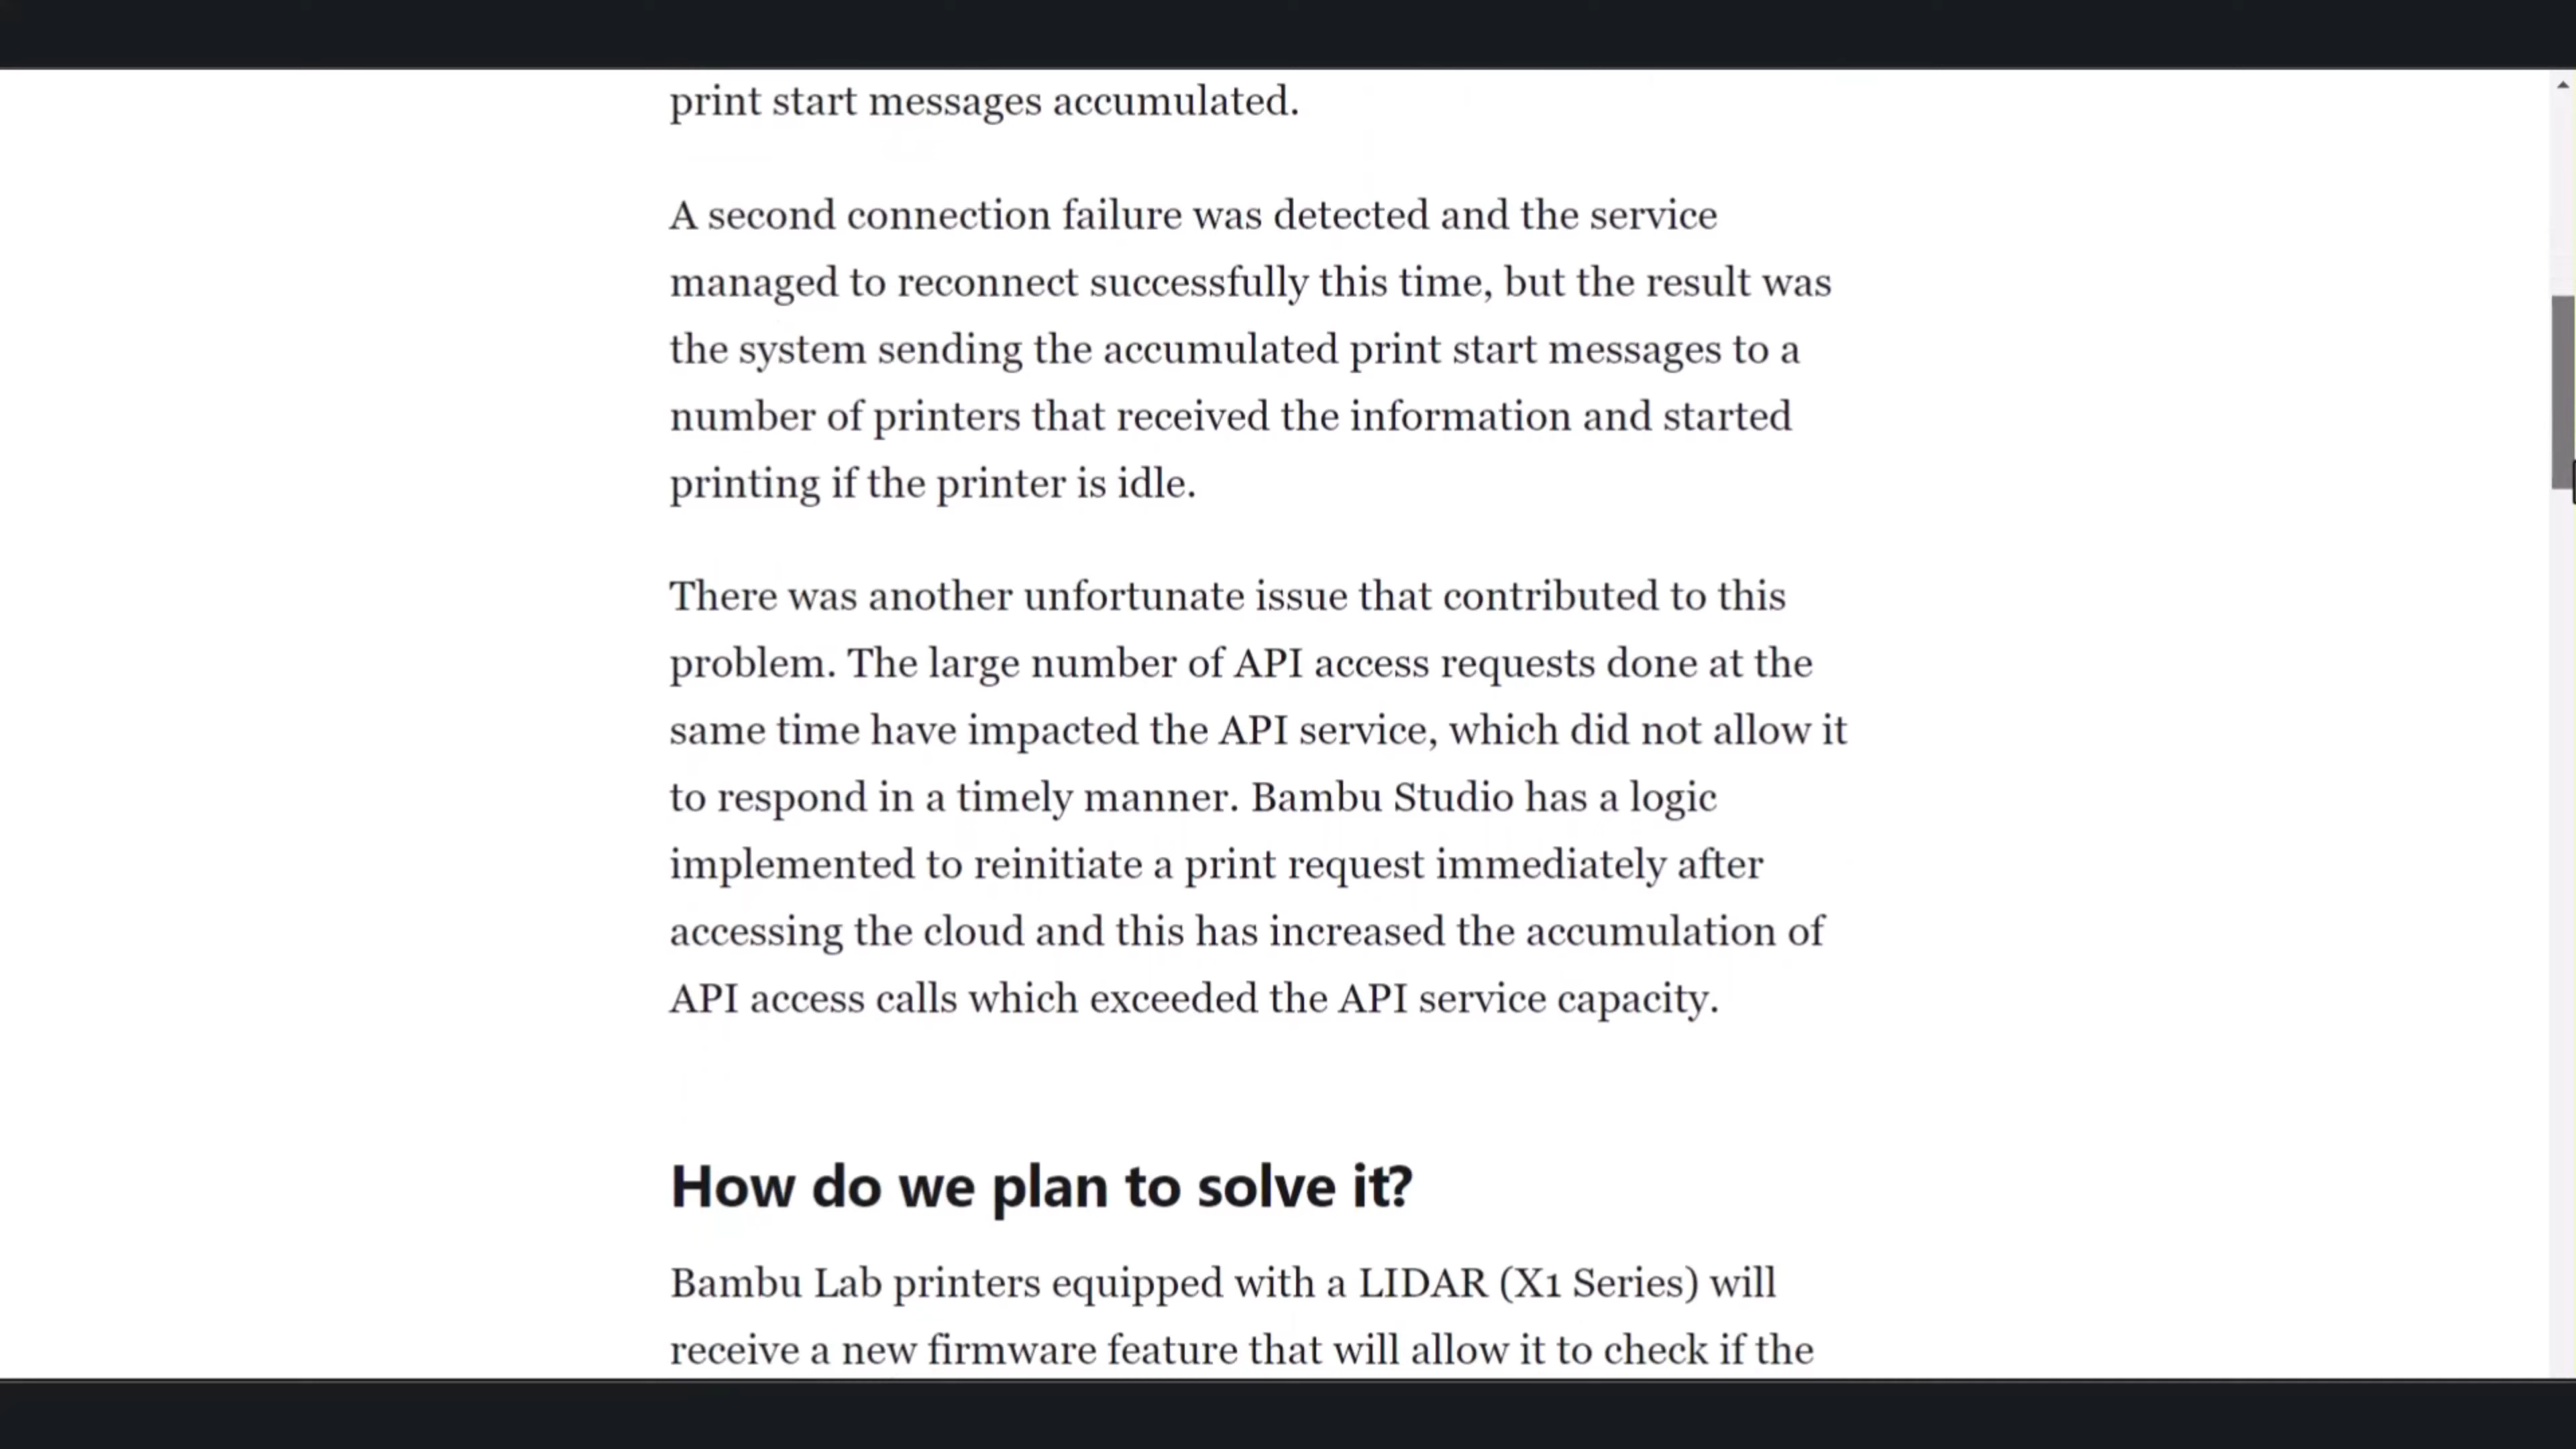 print start messages accumulated.
A second connection failure was detected and the service
managed to reconnect successfully this time, but the result was
the system sending the accumulated print start messages to a
number of printers that received the information and started
printing if the printer is idle.
There was another unfortunate issue that contributed to this
problem. The large number of API access requests done at the
same time have impacted the API service, which did not allow it
to respond in a timely manner. Bambu Studio has a logic
implemented to reinitiate a print request immediately after
accessing the cloud and this has increased the accumulation of
API access calls which exceeded the API service capacity.
How do we plan to solve it?
Bambu Lab printers equipped with a LIDAR (X1 Series) will
receive a new firmware feature that will allow it to check if the